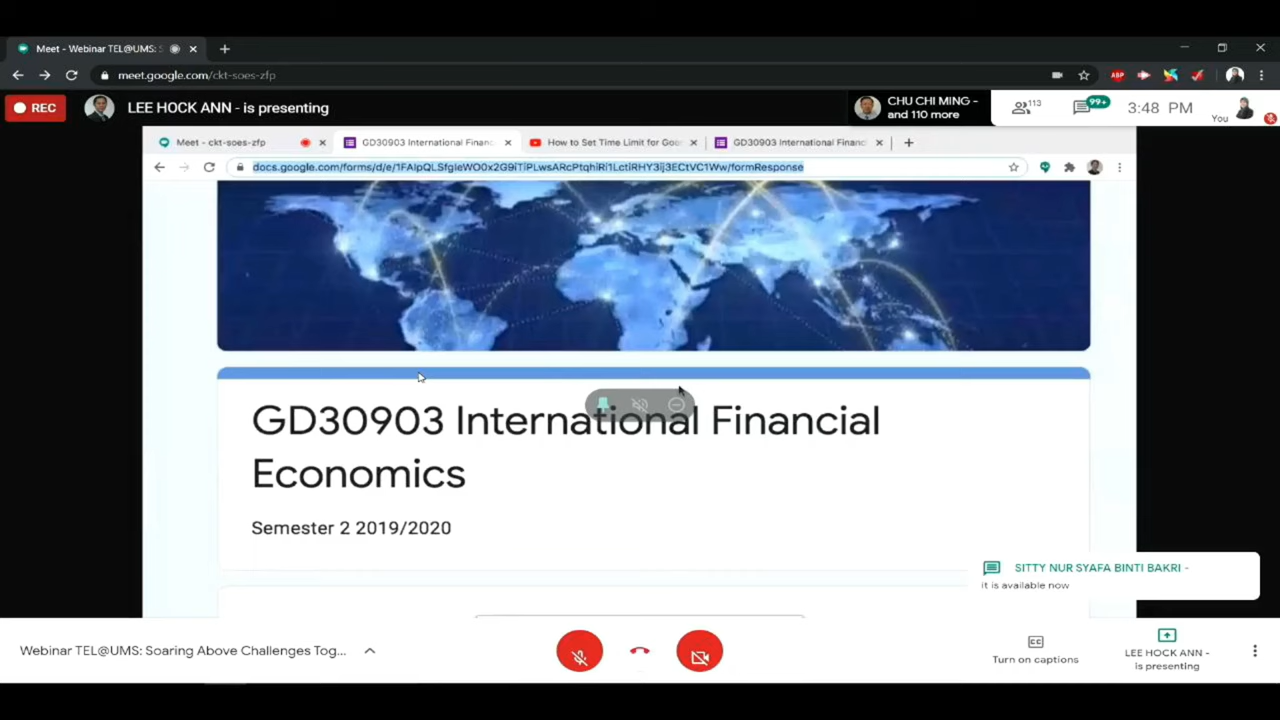 Meet - Webinar TEL@UMS: S
meet.google.com/ckt-soes-zfp
ABP
REC
LEE HOCK ANN - is presenting
CHU CHI MING -
and 110 more
113
99+
3:48 PM
You
Meet - ckt-soes-zfp
GD30903 International Financ
How to Set Time Limit for Goo
GD30903 International Financ
docs.google.com/forms/d/e/1FAIpQLSfgIeWO0x2G9iTiPLwsARcPtqhiRi1LctiRHY3ij3ECtVC1Ww/formResponse
GD30903 International Financial
Economics
Semester 2 2019/2020
SITTY NUR SYAFA BINTI BAKRI -
it is available now
Webinar TEL@UMS: Soaring Above Challenges Tog...
CC
Turn on captions
LEE HOCK ANN -
is presenting